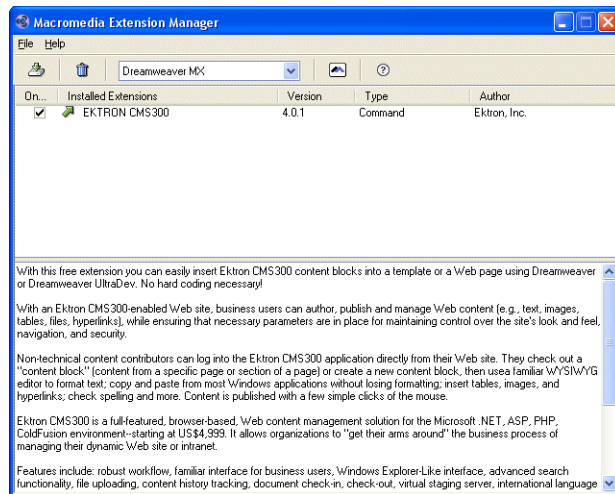 Macromedia Extension Manager
File Help
Dreamweaver MX
On... Installed Extensions Version Type Author
EKTRON CMS300 4.0.1 Command Ektron, Inc.
With this free extension you can easily insert Ektron CMS300 content blocks into a template or a Web page using Dreamweaver
or Dreamweaver UltraDev. No hard coding necessary!
With an Ektron CMS300-enabled Web site, business users can author, publish and manage Web content (e.g., text, images,
tables, files, hyperlinks), while ensuring that necessary parameters are in place for maintaining control over the site's look and feel,
navigation, and security.
Non-technical content contributors can log into the Ektron CMS300 application directly from their Web site. They check out a
"content block" (content from a specific page or section of a page) or create a new content block, then usea familiar WYSIWYG
editor to format text; copy and paste from most Windows applications without losing formatting; insert tables, images, and
hyperlinks; check spelling and more. Content is published with a few simple clicks of the mouse.
Ektron CMS300 is a full-featured, browser-based, Web content management solution for the Microsoft .NET, ASP, PHP,
ColdFusion environment--starting at US$4,999. It allows organizations to "get their arms around" the business process of
managing their dynamic Web site or intranet.
Features include: robust workflow, familiar interface for business users, Windows Explorer-Like interface, advanced search
functionality, file uploading, content history tracking, document check-in, check-out, virtual staging server, international language